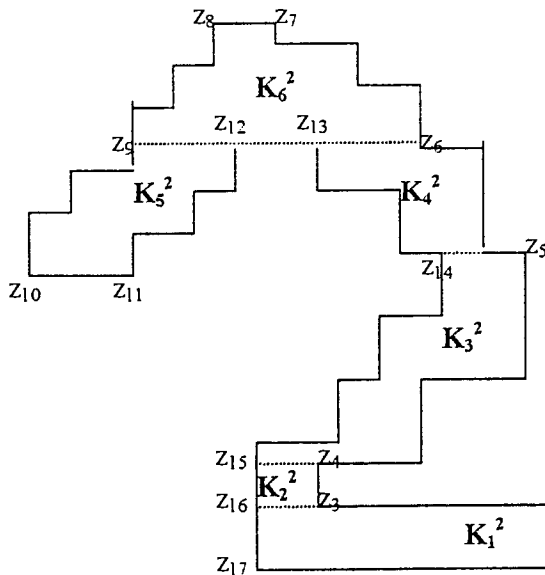 Z₈ Z₇
K₆²
Z₁₂ Z₁₃
Z₉ Z₆
K₅² K₄²
Z₅
Z₁₄
Z₁₀ Z₁₁
K₃²
Z₁₅ Z₄
K₂²
Z₁₆ Z₃
K₁²
Z₁₇